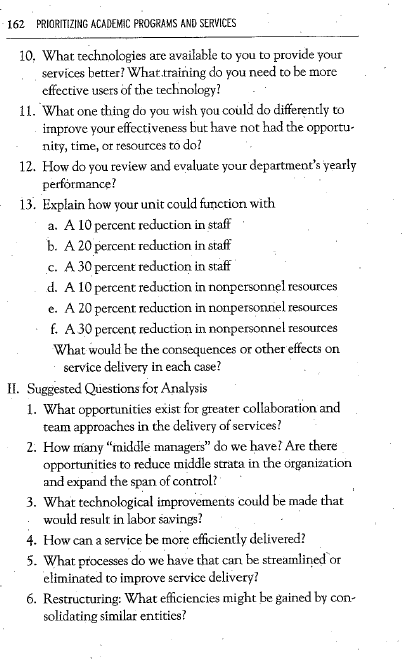 162 PRIORITIZING ACADEMIC PROGRAMS AND SERVICES
10. What technologies are available to you to provide your
services better? What training do you need to be more
effective users of the technology?
11. What one thing do you wish you could do differently to
improve your effectiveness but have not had the opportu-
nity, time, or resources to do?
12. How do you review and evaluate your department's yearly
performance?
13. Explain how your unit could function with
a. A 10 percent reduction in staff
b. A 20 percent reduction in staff
c. A 30 percent reduction in staff
d. A 10 percent reduction in nonpersonnel resources
e. A 20 percent reduction in nonpersonnel resources
f. A 30 percent reduction in nonpersonnel resources
What would be the consequences or other effects on
service delivery in each case?
II. Suggested Questions for Analysis
1. What opportunities exist for greater collaboration and
team approaches in the delivery of services?
2. How many "middle managers" do we have? Are there
opportunities to reduce middle strata in the organization
and expand the span of control?
3. What technological improvements could be made that
would result in labor savings?
4. How can a service be more efficiently delivered?
5. What processes do we have that can be streamlined or
eliminated to improve service delivery?
6. Restructuring: What efficiencies might be gained by con-
solidating similar entities?